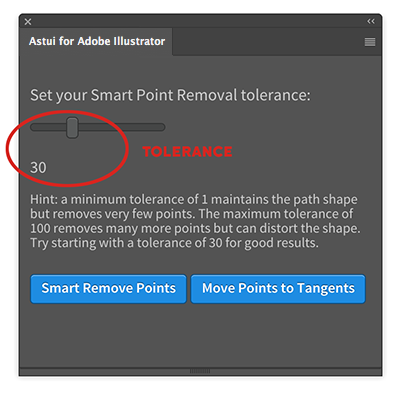 Astui for Adobe Illustrator
Set your Smart Point Removal tolerance:
TOLERANCE
30
Hint: a minimum tolerance of 1 maintains the path shape
but removes very few points. The maximum tolerance of
100 removes many more points but can distort the shape.
Try starting with a tolerance of 30 for good results.
Smart Remove Points
Move Points to Tangents